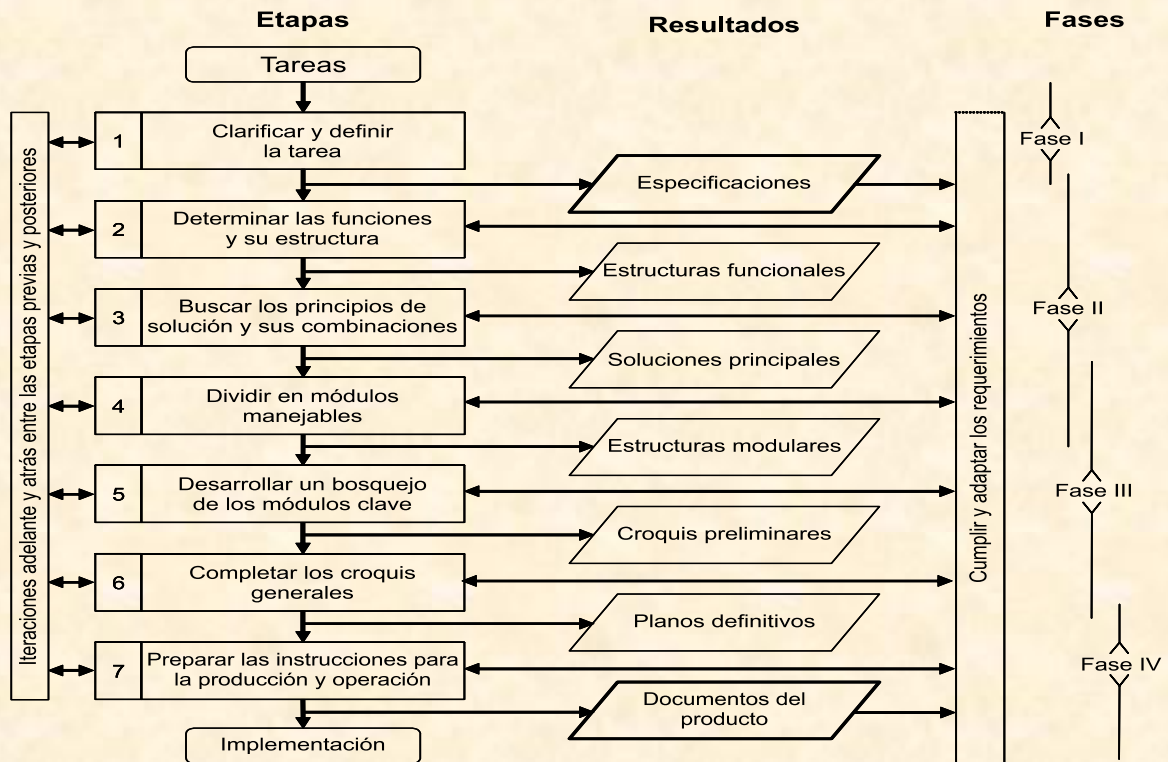 Etapas
Resultados
Fases
Tareas
Iteraciones adelante y atrás entre las etapas previas y posteriores
1
Clarificar y definir
la tarea
Especificaciones
2
Determinar las funciones
y su estructura
Estructuras funcionales
3
Buscar los principios de
solución y sus combinaciones
Soluciones principales
4
Dividir en módulos
manejables
Estructuras modulares
5
Desarrollar un bosquejo
de los módulos clave
Croquis preliminares
6
Completar los croquis
generales
Planos definitivos
7
Preparar las instrucciones para
la producción y operación
Documentos del
producto
Implementación
Cumplir y adaptar los requerimientos
Fase I
Fase II
Fase III
Fase IV